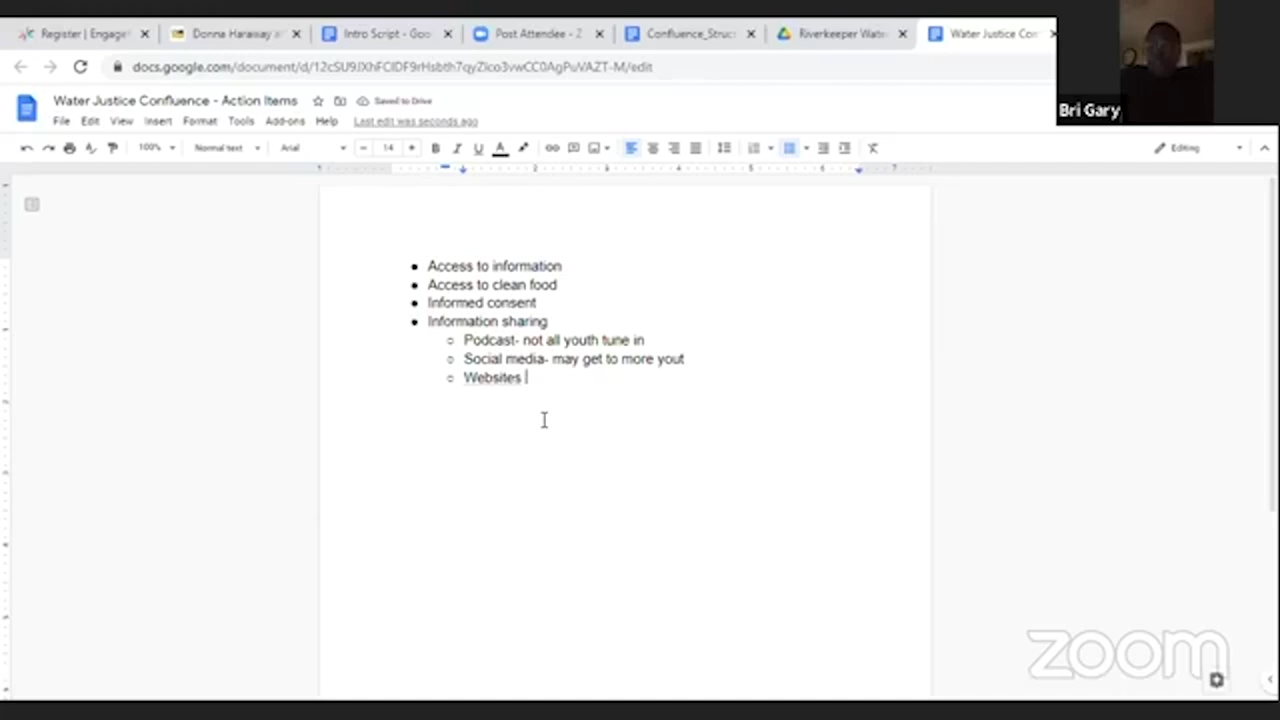 Register | Engage
Donna Haraway a
Intro Script - Goo
Post Attendee - Z
Confluence_Struc
Riverkeeper Wate
Water Justice Con
Bri Gary
Water Justice Confluence - Action Items
Saved to Drive
File Edit View Insert Format Tools Add-ons Help Last edit was seconds ago
100% Normal text Arial 14 Editing
Access to information
Access to clean food
Informed consent
Information sharing
Podcast- not all youth tune in
Social media- may get to more yout
Websites
zoom